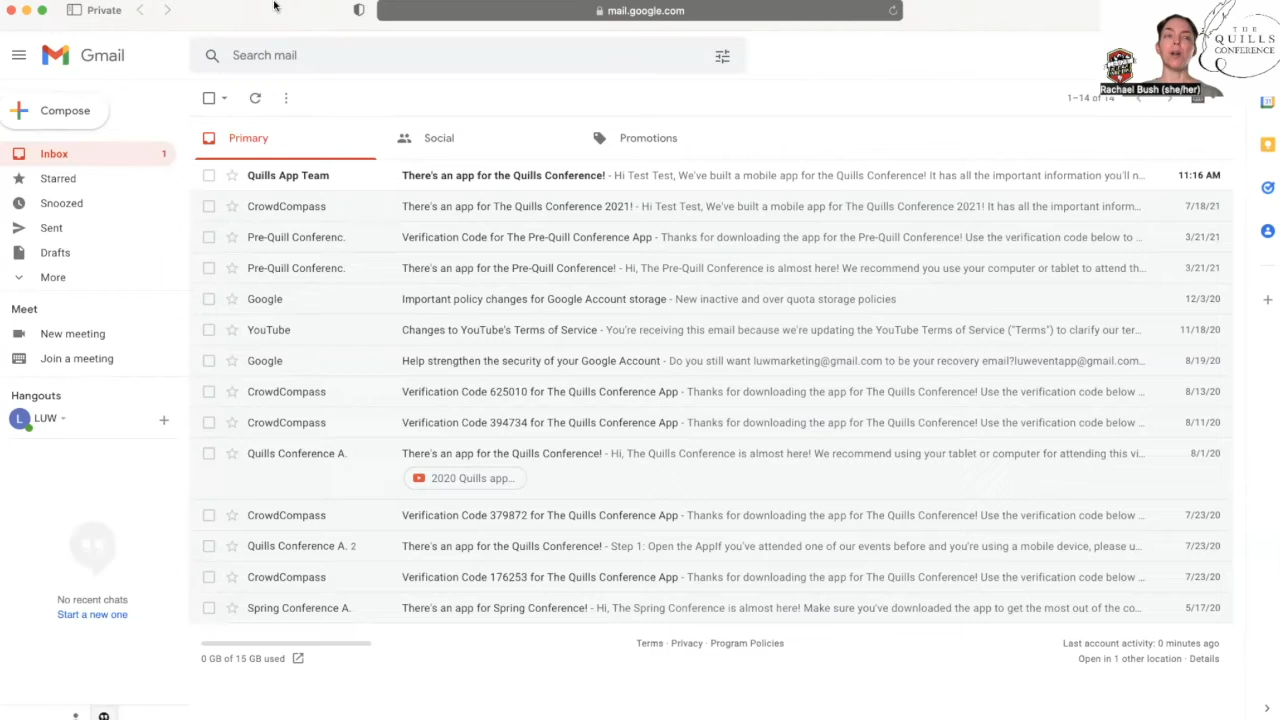 Private
mail.google.com
THE
QUILLS
CONFERENCE
Rachael Bush (she/her)
Gmail
Search mail
Compose
1–14 of 14
Primary
Social
Promotions
Inbox 1
Starred
Snoozed
Sent
Drafts
More
Meet
New meeting
Join a meeting
Hangouts
L LUW
No recent chats
Start a new one
Quills App Team There's an app for the Quills Conference! - Hi Test Test, We've built a mobile app for the Quills Conference! It has all the important information you'll n... 11:16 AM
CrowdCompass There's an app for The Quills Conference 2021! - Hi Test Test, We've built a mobile app for The Quills Conference 2021! It has all the important inform... 7/18/21
Pre-Quill Conferenc. Verification Code for The Pre-Quill Conference App - Thanks for downloading the app for the Pre-Quill Conference! Use the verification code below to ... 3/21/21
Pre-Quill Conferenc. There's an app for the Pre-Quill Conference! - Hi, The Pre-Quill Conference is almost here! We recommend you use your computer or tablet to attend th... 3/21/21
Google Important policy changes for Google Account storage - New inactive and over quota storage policies 12/3/20
YouTube Changes to YouTube's Terms of Service - You're receiving this email because we're updating the YouTube Terms of Service ("Terms") to clarify our ter... 11/18/20
Google Help strengthen the security of your Google Account - Do you still want luwmarketing@gmail.com to be your recovery email?luweventapp@gmail.com... 8/19/20
CrowdCompass Verification Code 625010 for The Quills Conference App - Thanks for downloading the app for The Quills Conference! Use the verification code below ... 8/13/20
CrowdCompass Verification Code 394734 for The Quills Conference App - Thanks for downloading the app for The Quills Conference! Use the verification code below ... 8/11/20
Quills Conference A. There's an app for the Quills Conference! - Hi, The Quills Conference is almost here! We recommend using your tablet or computer for attending this vi... 8/1/20
2020 Quills app...
CrowdCompass Verification Code 379872 for The Quills Conference App - Thanks for downloading the app for The Quills Conference! Use the verification code below ... 7/23/20
Quills Conference A. 2 There's an app for the Quills Conference! - Step 1: Open the AppIf you've attended one of our events before and you're using a mobile device, please u... 7/23/20
CrowdCompass Verification Code 176253 for The Quills Conference App - Thanks for downloading the app for The Quills Conference! Use the verification code below ... 7/23/20
Spring Conference A. There's an app for Spring Conference! - Hi, The Spring Conference is almost here! Make sure you've downloaded the app to get the most out of the co... 5/17/20
0 GB of 15 GB used
Terms · Privacy · Program Policies
Last account activity: 0 minutes ago
Open in 1 other location · Details